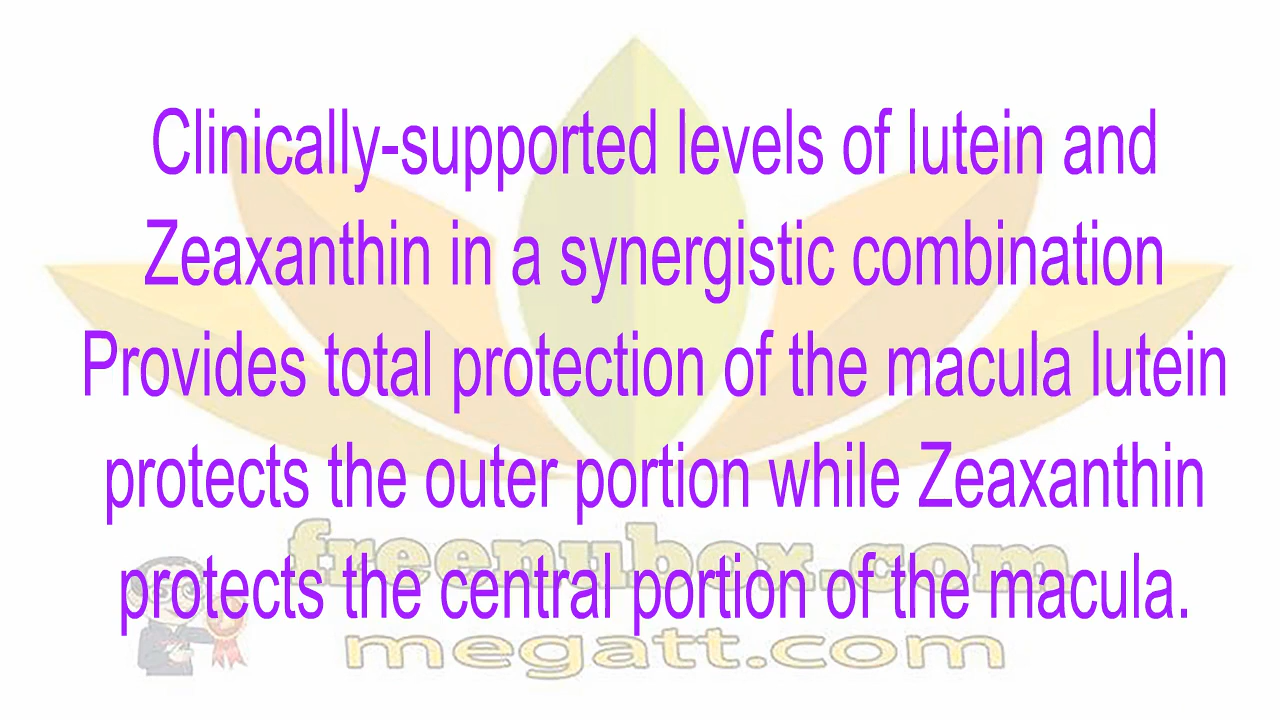 Clinically-supported levels of lutein and
Zeaxanthin in a synergistic combination
Provides total protection of the macula lutein
protects the outer portion while Zeaxanthin
freenubox.com
protects the central portion of the macula.
megatt.com